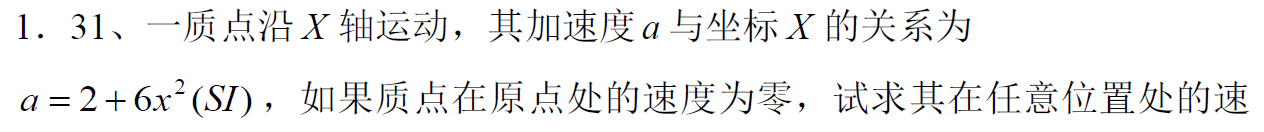 1．31、一质点沿 X 轴运动，其加速度 a 与坐标 X 的关系为
a = 2 + 6x² (SI)，如果质点在原点处的速度为零，试求其在任意位置处的速